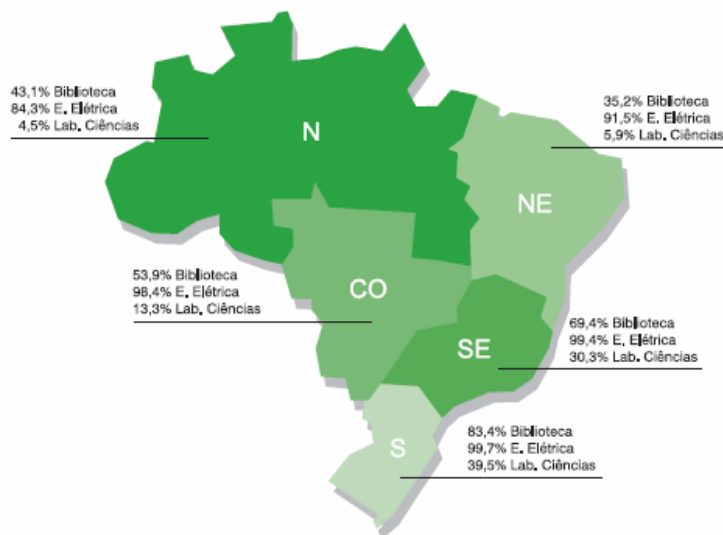 43,1% Biblioteca
84,3% E. Elétrica
4,5% Lab. Ciências
N
35,2% Biblioteca
91,5% E. Elétrica
5,9% Lab. Ciências
NE
53,9% Biblioteca
98,4% E. Elétrica
13,3% Lab. Ciências
CO
69,4% Biblioteca
99,4% E. Elétrica
30,3% Lab. Ciências
SE
83,4% Biblioteca
99,7% E. Elétrica
39,5% Lab. Ciências
S